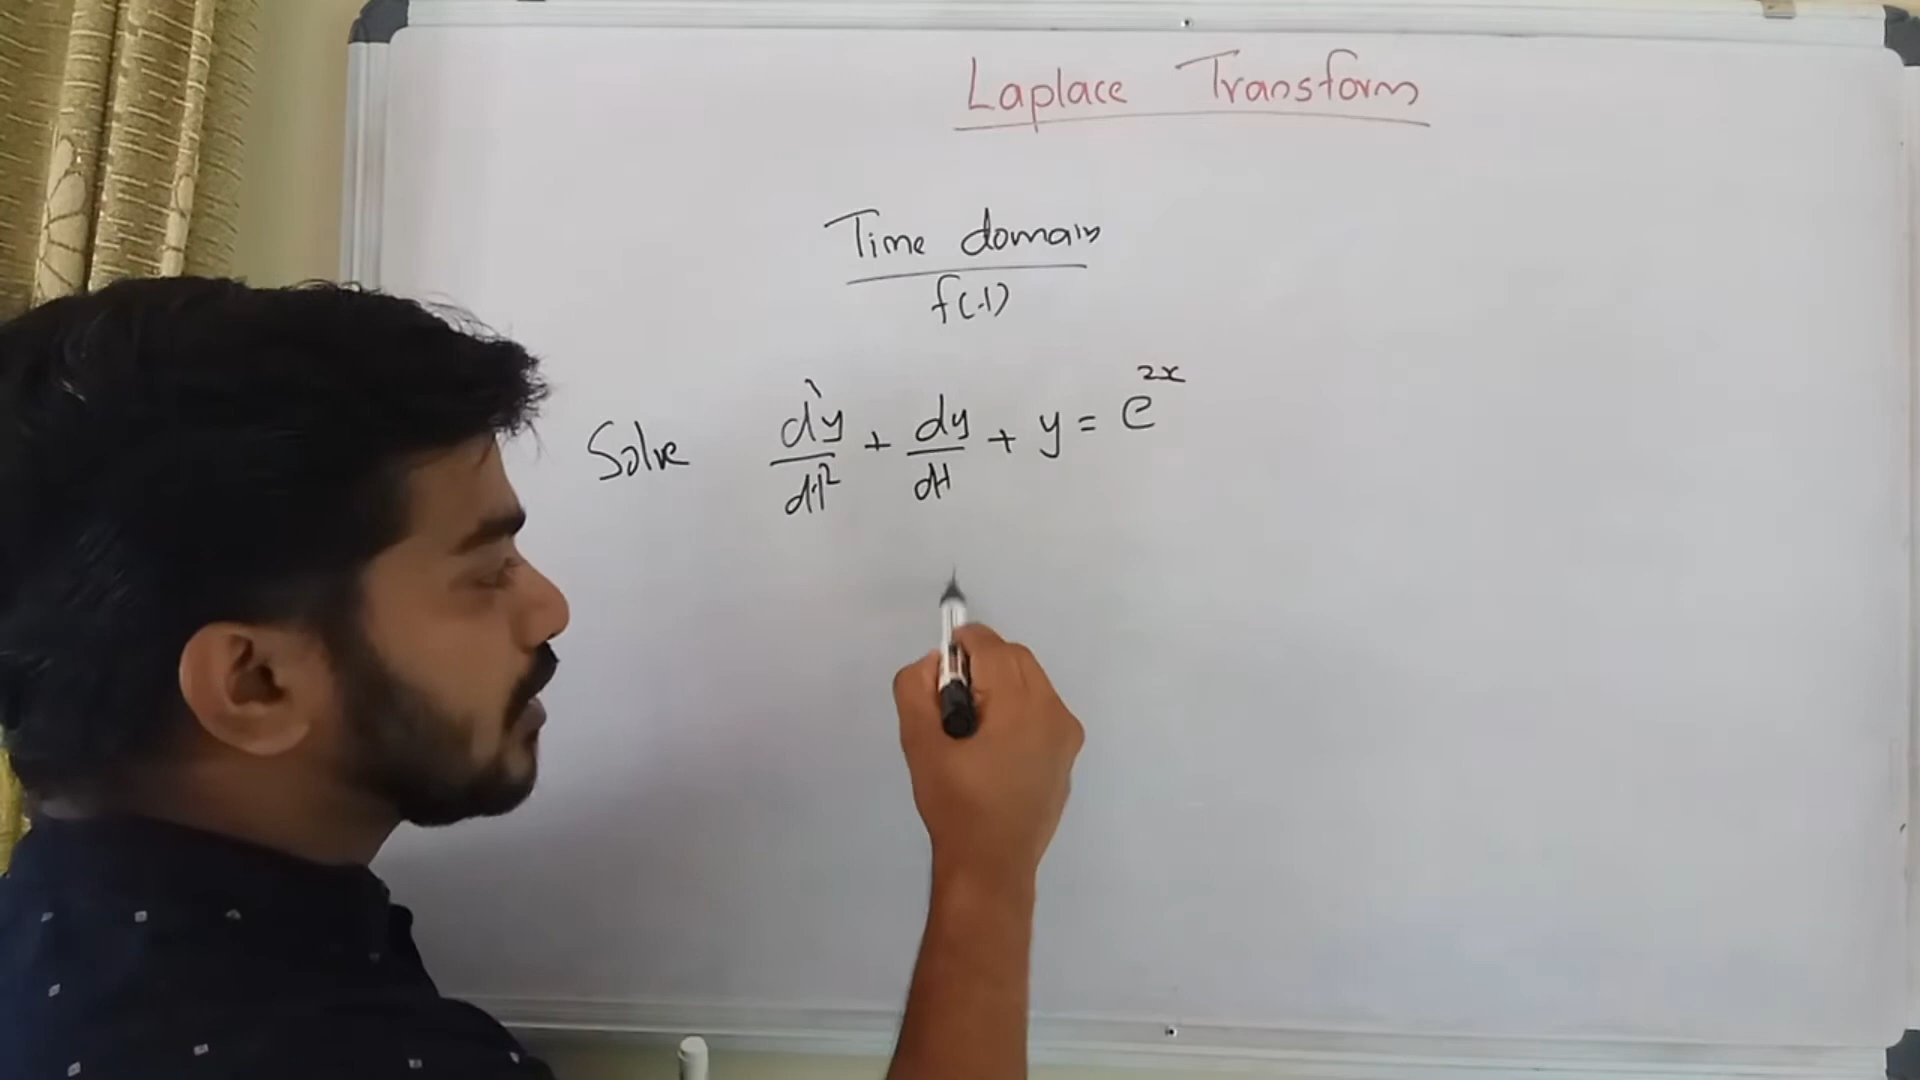 Laplace Transform
Time domain
f(t)
Solve d²y/dt² + dy/dt + y = e^2x